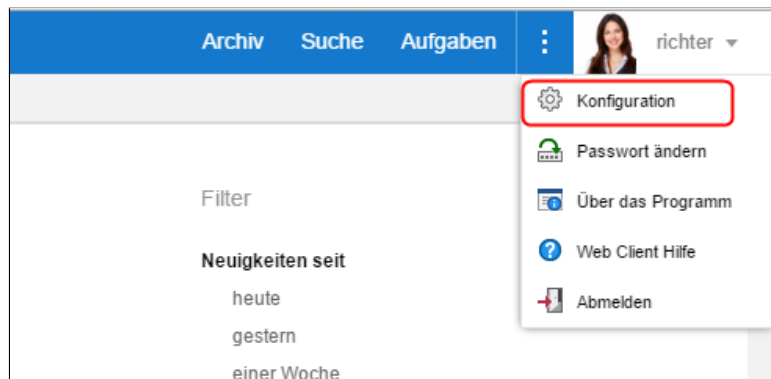 Archiv Suche Aufgaben richter
Konfiguration
Passwort ändern
Über das Programm
Web Client Hilfe
Abmelden
Filter
Neuigkeiten seit
heute
gestern
einer Woche